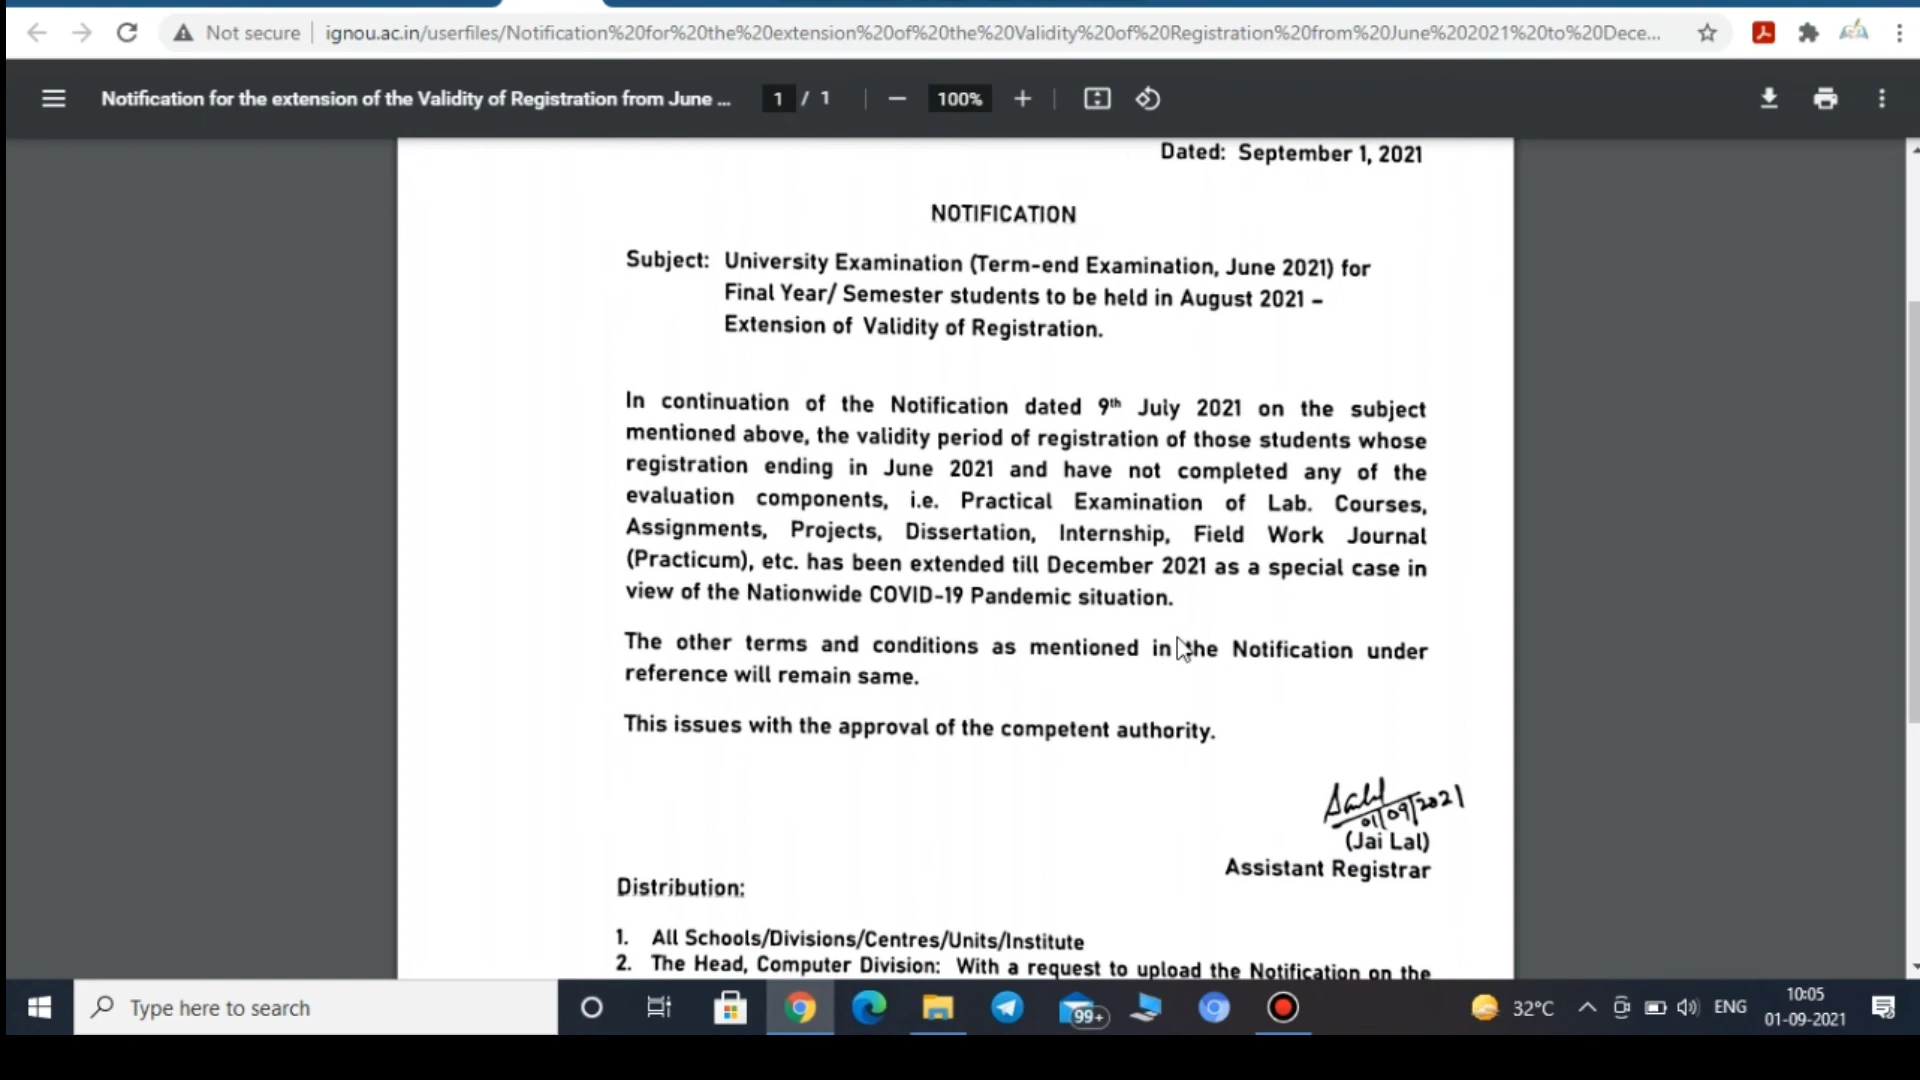 Not secure | ignou.ac.in/userfiles/Notification%20for%20the%20extension%20of%20the%20Validity%20of%20Registration%20from%20June%202021%20to%20Dece...
Notification for the extension of the Validity of Registration from June ... 1 / 1 100%
Dated: September 1, 2021
NOTIFICATION
Subject: University Examination (Term-end Examination, June 2021) for
Final Year/ Semester students to be held in August 2021 –
Extension of Validity of Registration.
In continuation of the Notification dated 9th July 2021 on the subject
mentioned above, the validity period of registration of those students whose
registration ending in June 2021 and have not completed any of the
evaluation components, i.e. Practical Examination of Lab. Courses,
Assignments, Projects, Dissertation, Internship, Field Work Journal
(Practicum), etc. has been extended till December 2021 as a special case in
view of the Nationwide COVID-19 Pandemic situation.
The other terms and conditions as mentioned in the Notification under
reference will remain same.
This issues with the approval of the competent authority.
01/09/2021
(Jai Lal)
Assistant Registrar
Distribution:
1. All Schools/Divisions/Centres/Units/Institute
2. The Head, Computer Division: With a request to upload the Notification on the
Type here to search
99+
32°C
ENG
10:05
01-09-2021